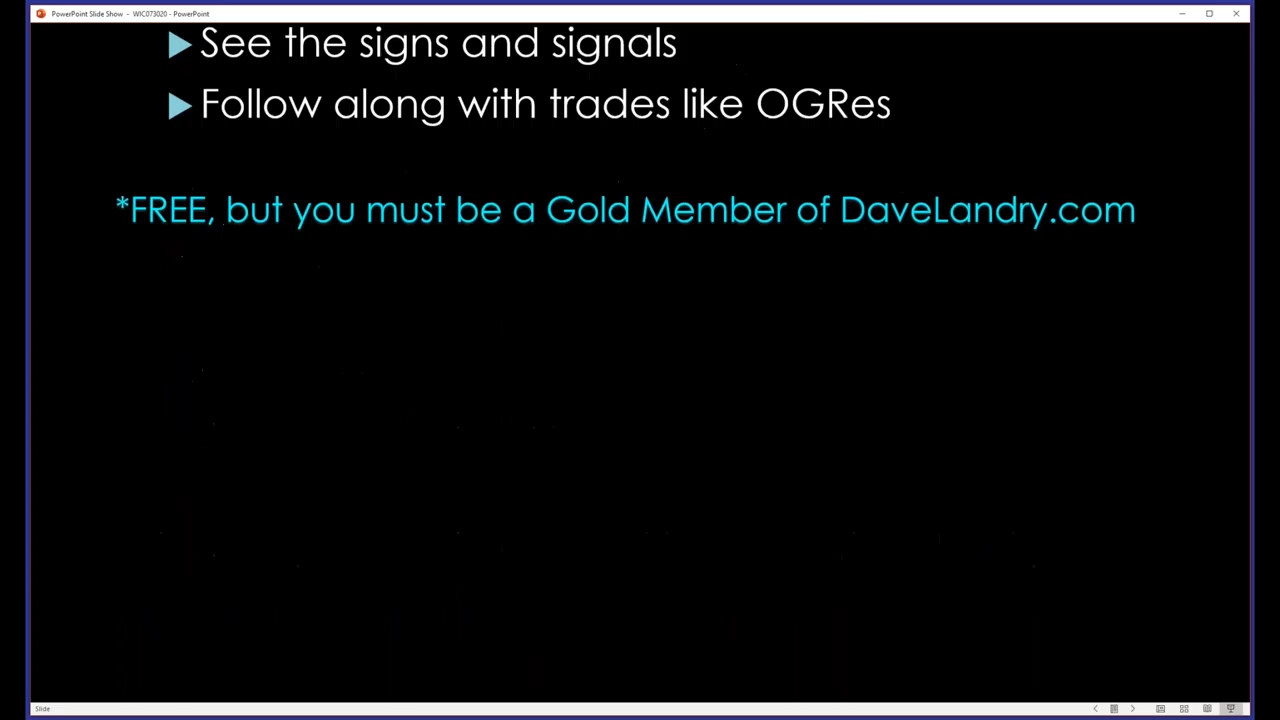 PowerPoint Slide Show - WIC073020 - PowerPoint
See the signs and signals
Follow along with trades like OGRes
*FREE, but you must be a Gold Member of DaveLandry.com
Slide